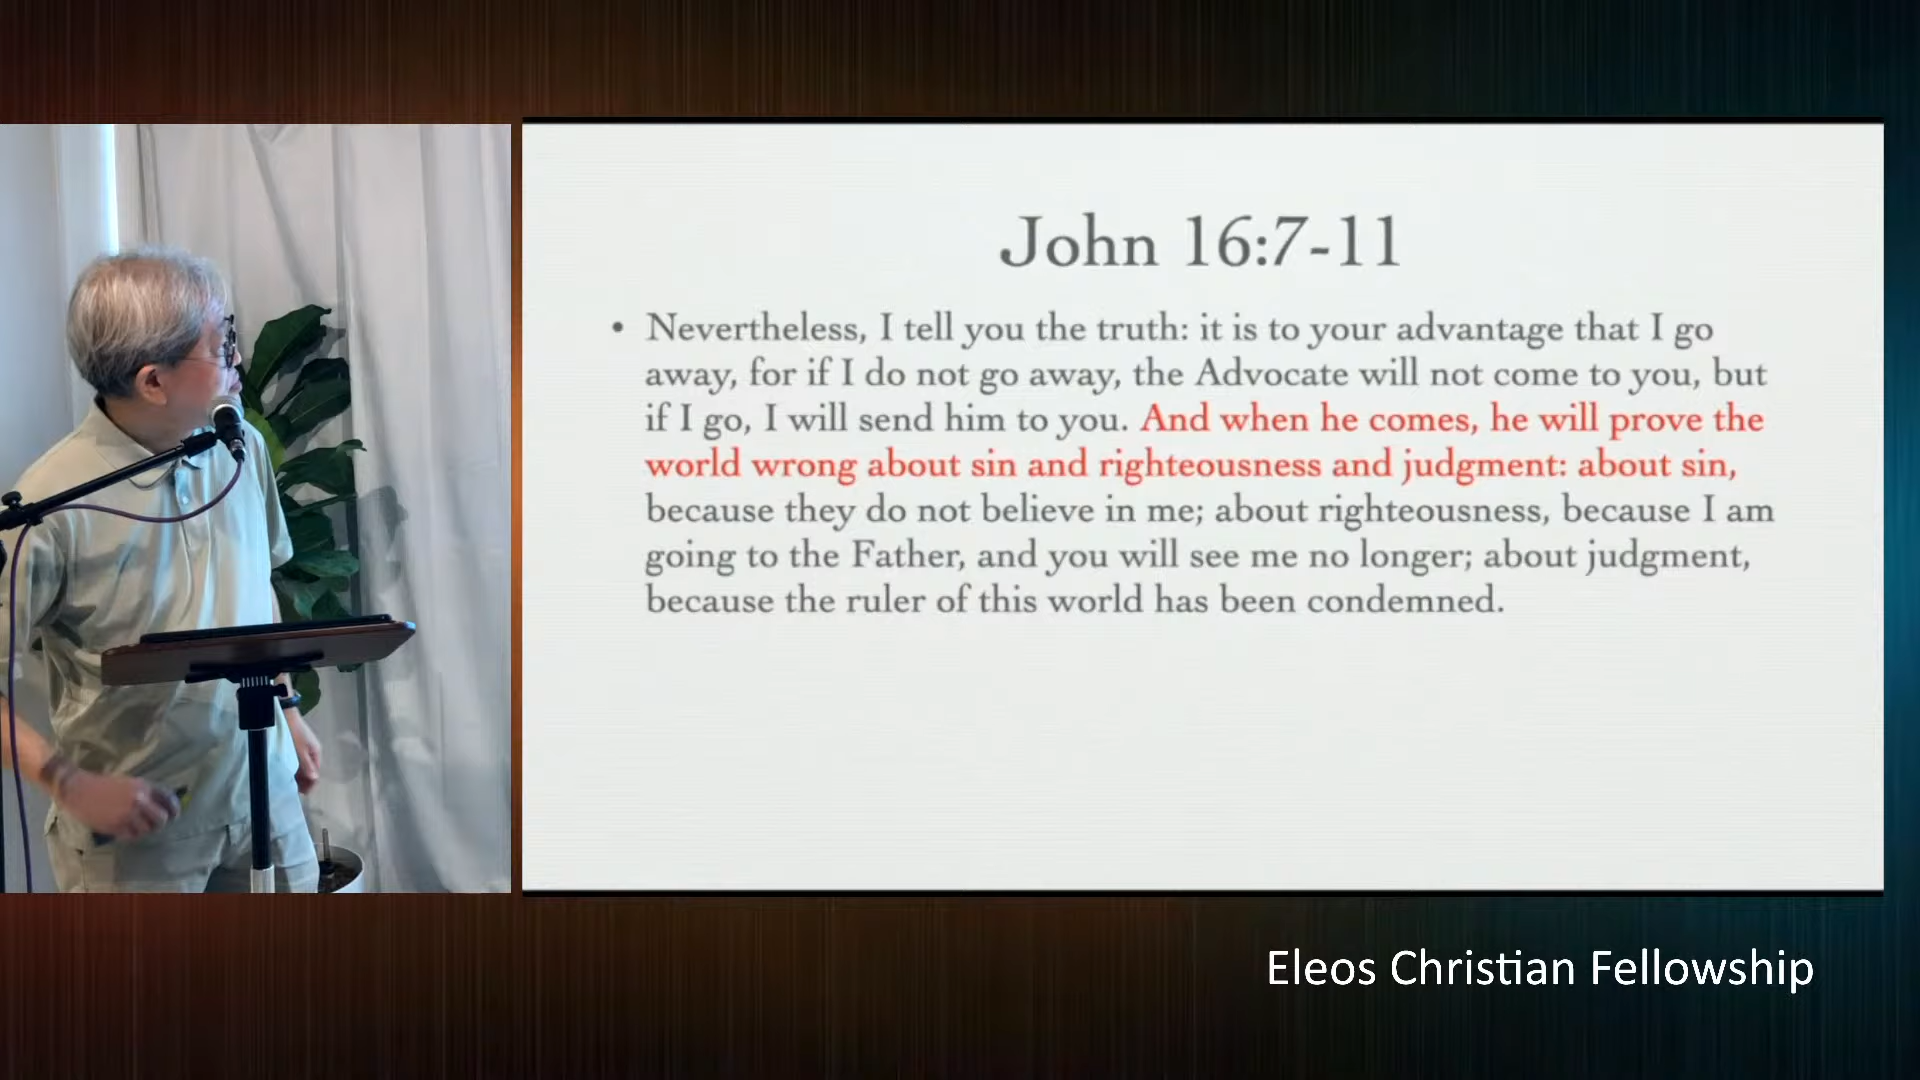 John 16:7-11
• Nevertheless, I tell you the truth: it is to your advantage that I go
away, for if I do not go away, the Advocate will not come to you, but
if I go, I will send him to you. And when he comes, he will prove the
world wrong about sin and righteousness and judgment: about sin,
because they do not believe in me; about righteousness, because I am
going to the Father, and you will see me no longer; about judgment,
because the ruler of this world has been condemned.
Eleos Christian Fellowship